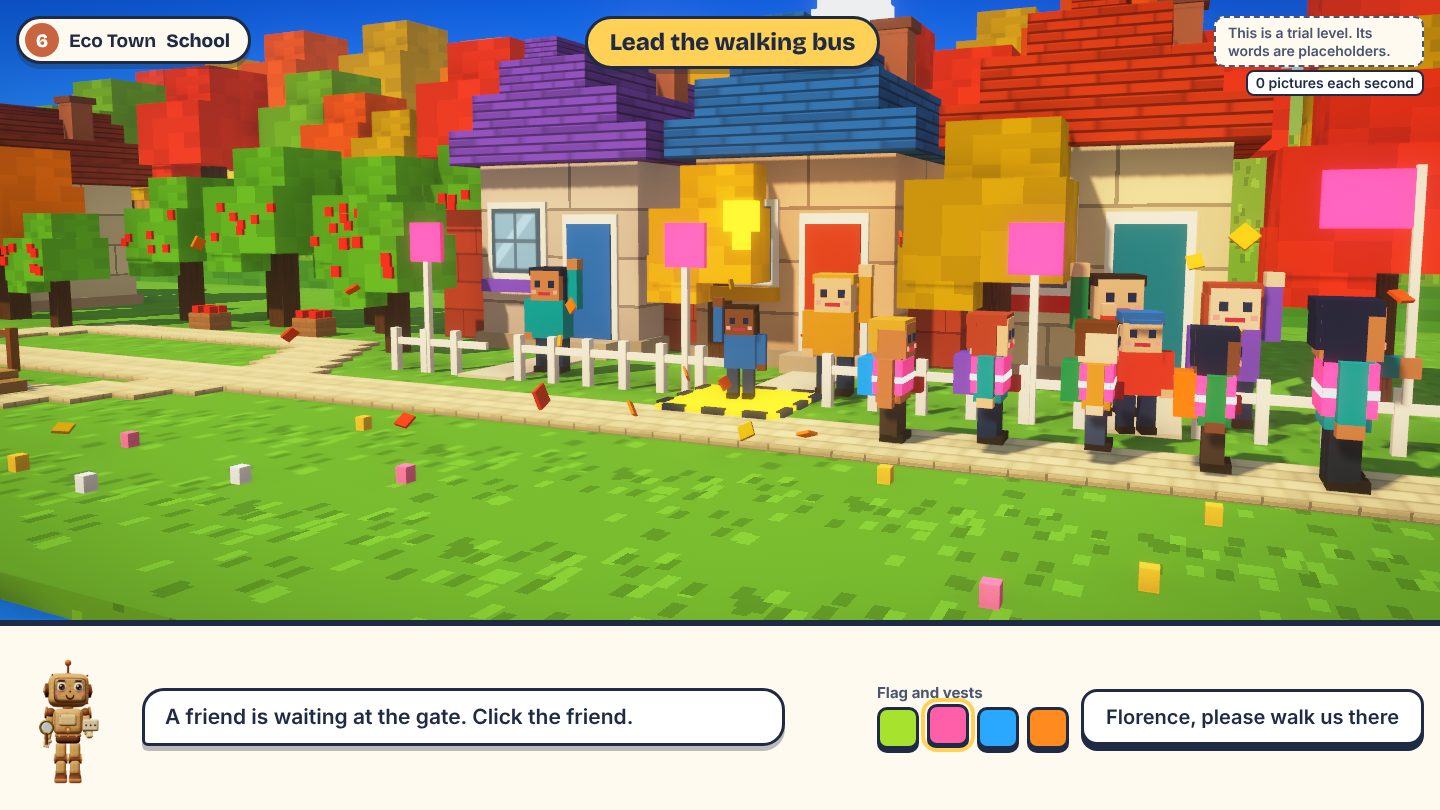 6 Eco Town School
Lead the walking bus
This is a trial level. Its
words are placeholders.
0 pictures each second
A friend is waiting at the gate. Click the friend.
Flag and vests
Florence, please walk us there